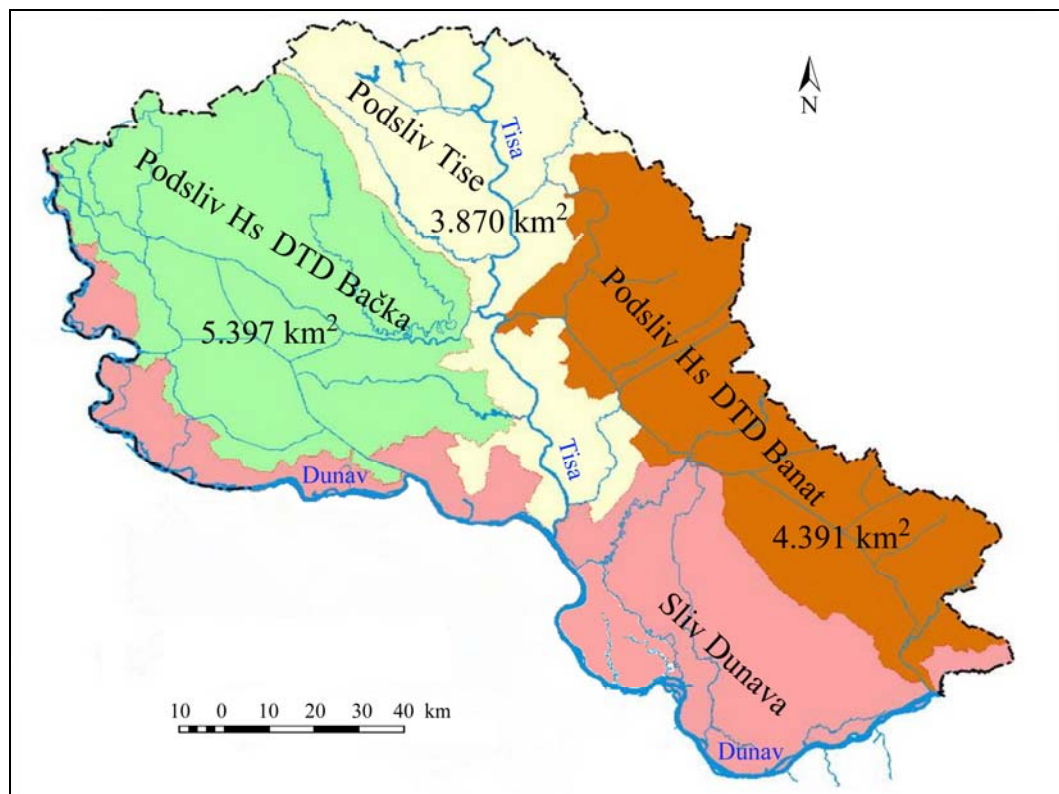 N
Podsliv Tise
Tisa
3.870 km²
Podsliv Hs DTD Bačka
5.397 km²
Podsliv Hs DTD Banat
4.391 km²
Tisa
Dunav
Sliv Dunava
10 0 10 20 30 40 km
Dunav